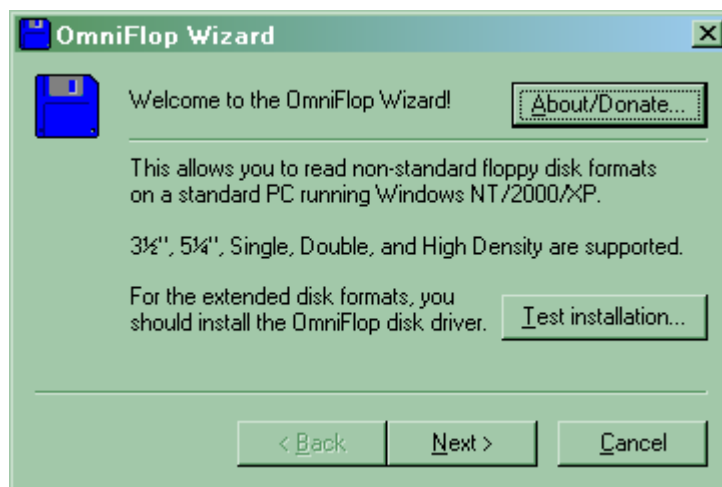 OmniFlop Wizard
Welcome to the OmniFlop Wizard!
About/Donate...
This allows you to read non-standard floppy disk formats
on a standard PC running Windows NT/2000/XP.
3½", 5¼", Single, Double, and High Density are supported.
For the extended disk formats, you
should install the OmniFlop disk driver.
Test installation...
< Back
Next >
Cancel